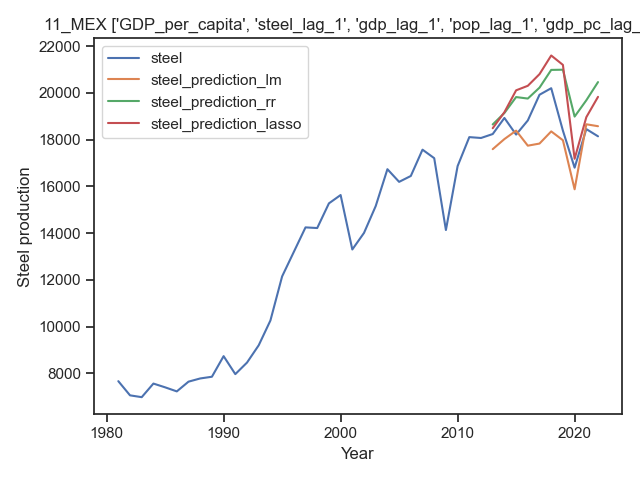 11_MEX ['GDP_per_capita', 'steel_lag_1', 'gdp_lag_1', 'pop_lag_1', 'gdp_pc_lag_
steel
steel_prediction_lm
steel_prediction_rr
steel_prediction_lasso
22000
20000
18000
16000
14000
12000
10000
8000
Steel production
1980
1990
2000
2010
2020
Year